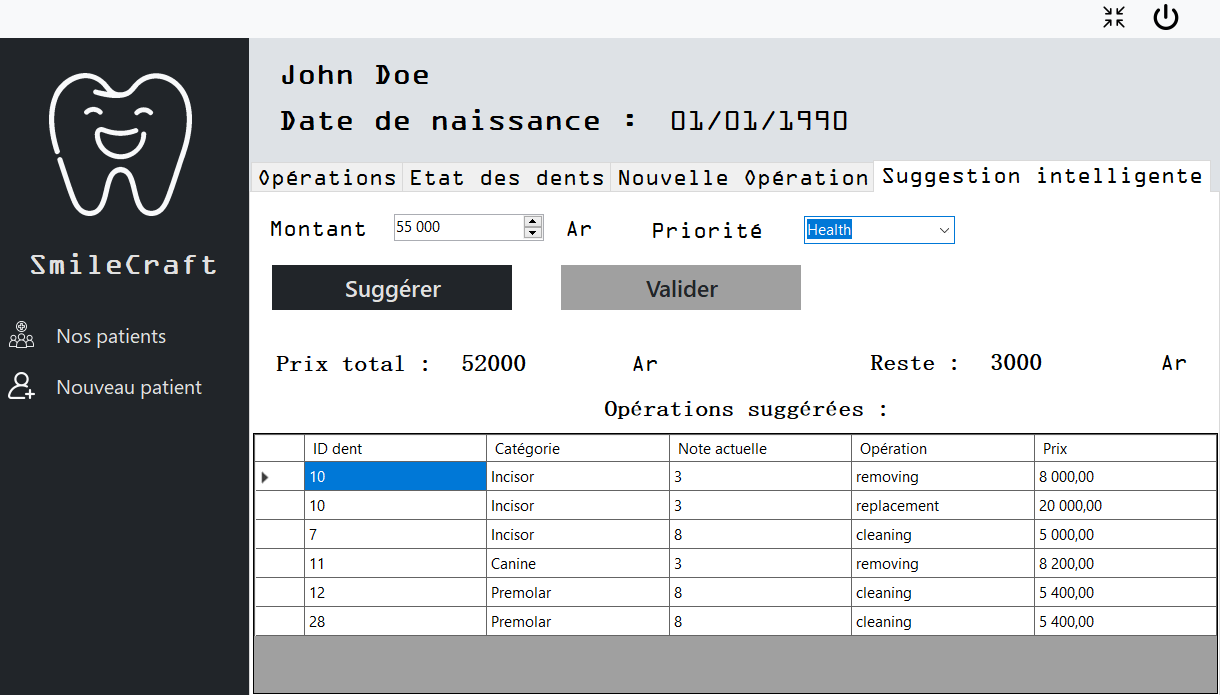 John Doe
Date de naissance : 01/01/1990
Opérations Etat des dents Nouvelle Opération Suggestion intelligente
Montant 55 000 Ar Priorité Health
SmileCraft
Suggérer Valider
Nos patients
Nouveau patient
Prix total : 52000 Ar Reste : 3000 Ar
Opérations suggérées :
ID dent Catégorie Note actuelle Opération Prix
10 Incisor 3 removing 8 000,00
10 Incisor 3 replacement 20 000,00
7 Incisor 8 cleaning 5 000,00
11 Canine 3 removing 8 200,00
12 Premolar 8 cleaning 5 400,00
28 Premolar 8 cleaning 5 400,00